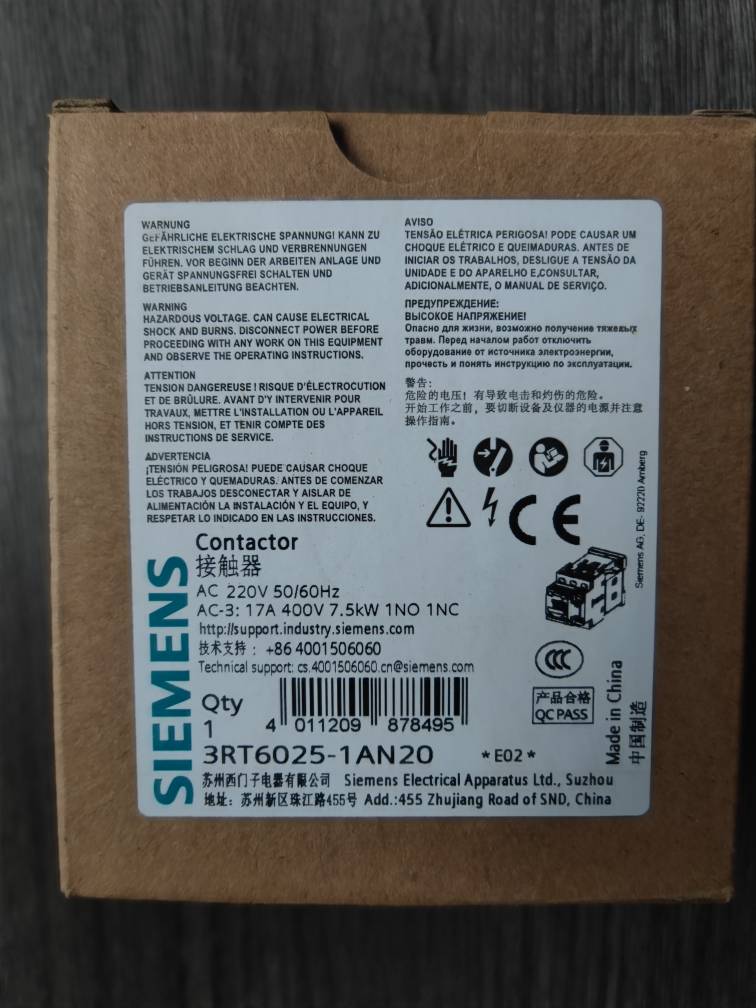 WARNUNG
GEFÄHRLICHE ELEKTRISCHE SPANNUNG! KANN ZU
ELEKTRISCHEM SCHLAG UND VERBRENNUNGEN
FÜHREN. VOR BEGINN DER ARBEITEN ANLAGE UND
GERÄT SPANNUNGSFREI SCHALTEN UND
BETRIEBSANLEITUNG BEACHTEN.
WARNING
HAZARDOUS VOLTAGE. CAN CAUSE ELECTRICAL
SHOCK AND BURNS. DISCONNECT POWER BEFORE
PROCEEDING WITH ANY WORK ON THIS EQUIPMENT
AND OBSERVE THE OPERATING INSTRUCTIONS.
ATTENTION
TENSION DANGEREUSE ! RISQUE D'ÉLECTROCUTION
ET DE BRÛLURE. AVANT D'Y INTERVENIR POUR
TRAVAUX, METTRE L'INSTALLATION OU L'APPAREIL
HORS TENSION, ET TENIR COMPTE DES
INSTRUCTIONS DE SERVICE.
ADVERTENCIA
¡TENSIÓN PELIGROSA! PUEDE CAUSAR CHOQUE
ELÉCTRICO Y QUEMADURAS. ANTES DE COMENZAR
LOS TRABAJOS DESCONECTAR Y AISLAR DE
ALIMENTACIÓN LA INSTALACIÓN Y EL EQUIPO, Y
RESPETAR LO INDICADO EN LAS INSTRUCCIONES.
AVISO
TENSÃO ELÉTRICA PERIGOSA! PODE CAUSAR UM
CHOQUE ELÉTRICO E QUEIMADURAS. ANTES DE
INICIAR OS TRABALHOS, DESLIGUE A TENSÃO DA
UNIDADE E DO APARELHO E,CONSULTAR,
ADICIONALMENTE, O MANUAL DE SERVIÇO.
ПРЕДУПРЕЖДЕНИЕ:
ВЫСОКОЕ НАПРЯЖЕНИЕ!
Опасно для жизни, возможно получение тяжелых
травм. Перед началом работ отключить
оборудование от источника электроэнергии,
прочесть и понять инструкцию по эксплуатации.
警告:
危险的电压！有导致电击和灼伤的危险。
开始工作之前，要切断设备及仪器的电源并注意
操作指南。
CE
Siemens AG, DE- 92220 Amberg
SIEMENS
Contactor
接触器
AC 220V 50/60Hz
AC-3: 17A 400V 7.5kW 1NO 1NC
http://support.industry.siemens.com
技术支持： +86 4001506060
Technical support: cs.4001506060.cn@siemens.com
CCC
产品合格
QC PASS
Made in China
中国制造
Qty
1
4 011209 878495
3RT6025-1AN20 *E02*
苏州西门子电器有限公司 Siemens Electrical Apparatus Ltd., Suzhou
地址: 苏州新区珠江路455号 Add.:455 Zhujiang Road of SND, China